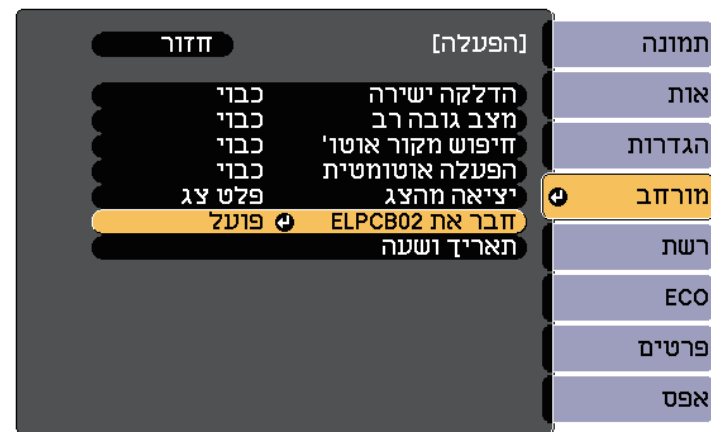 תמונה
אות
הגדרות
מורחב
רשת
ECO
פרטים
אפס
[הפעלה] חזור
הדלקה ישירה כבוי
מצב גובה רב כבוי
חיפוש מקור אוטו' כבוי
הפעלה אוטומטית כבוי
יציאה מהצג פלט צג
חבר את ELPCB02 פועל
תאריך ושעה